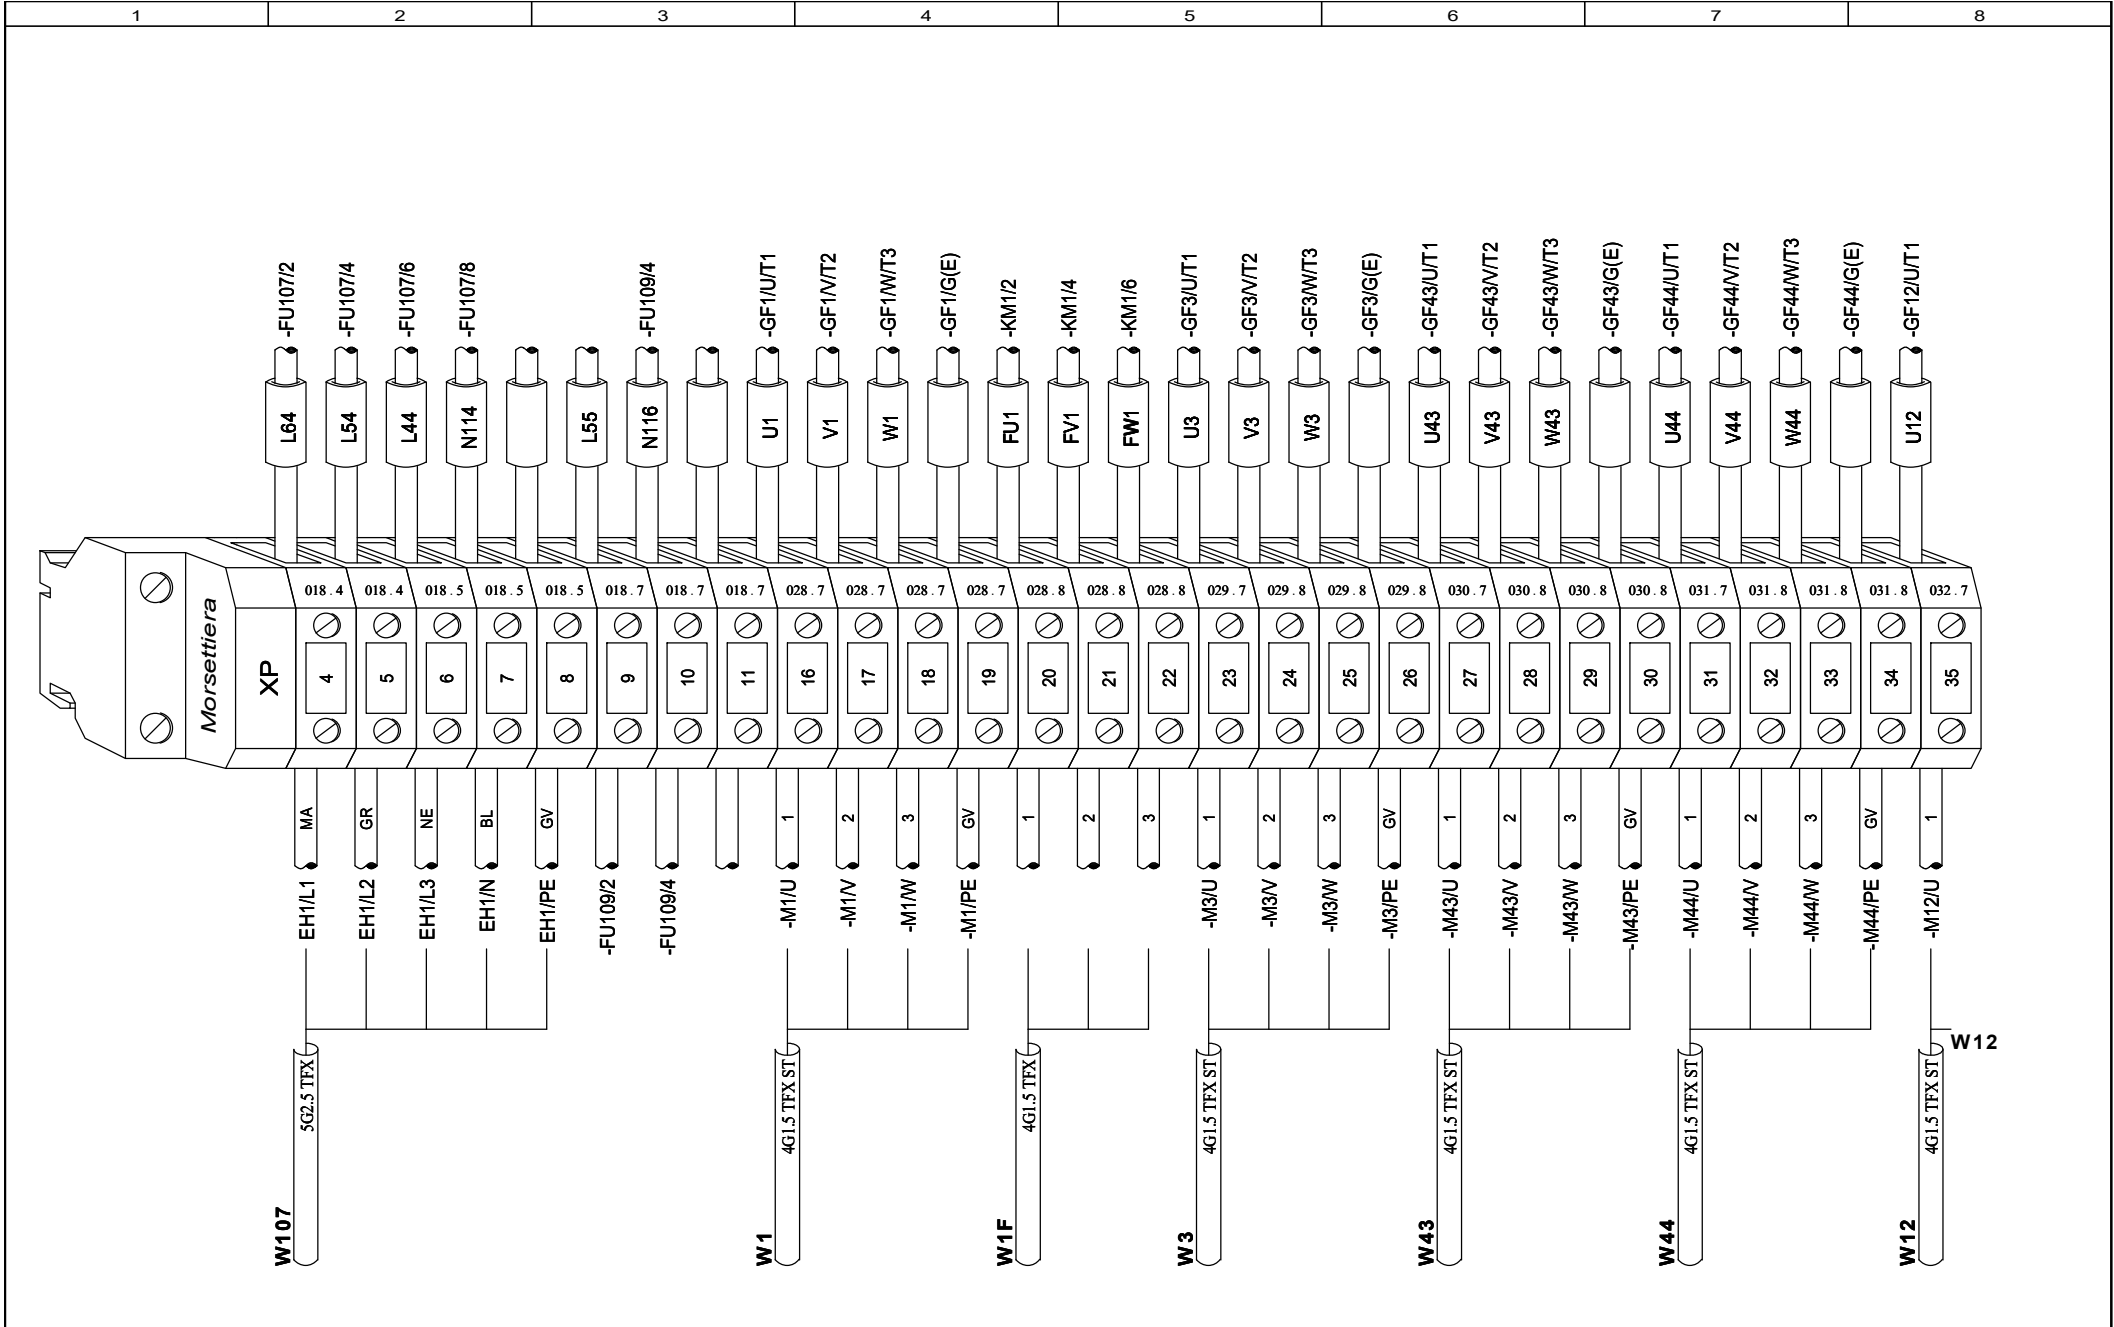 1 2 3 4 5 6 7 8
-FU107/2 -FU107/4 -FU107/6 -FU107/8 -FU109/4 -GF1/U/T1 -GF1/V/T2 -GF1/W/T3 -GF1/G(E) -KM1/2 -KM1/4 -KM1/6 -GF3/U/T1 -GF3/V/T2 -GF3/W/T3 -GF3/G(E) -GF43/U/T1 -GF43/V/T2 -GF43/W/T3 -GF43/G(E) -GF44/U/T1 -GF44/V/T2 -GF44/W/T3 -GF44/G(E) -GF12/U/T1
L64 L54 L44 N114 L55 N116 U1 V1 W1 FU1 FV1 FW1 U3 V3 W3 U43 V43 W43 U44 V44 W44 U12
018.4 018.4 018.5 018.5 018.5 018.7 018.7 018.7 028.7 028.7 028.7 028.7 028.8 028.8 028.8 029.7 029.8 029.8 029.8 030.7 030.8 030.8 030.8 031.7 031.8 031.8 031.8 032.7
Morsettiera
XP
4 5 6 7 8 9 10 11 16 17 18 19 20 21 22 23 24 25 26 27 28 29 30 31 32 33 34 35
MA GR NE BL GV 1 2 3 GV 1 2 3 1 2 3 GV 1 2 3 GV 1 2 3 GV 1
EH1/L1 EH1/L2 EH1/L3 EH1/N EH1/PE -FU109/2 -FU109/4 -M1/U -M1/V -M1/W -M1/PE -M3/U -M3/V -M3/W -M3/PE -M43/U -M43/V -M43/W -M43/PE -M44/U -M44/V -M44/W -M44/PE -M12/U
W12
5G2.5 TFX 4G1.5 TFX ST 4G1.5 TFX 4G1.5 TFX ST 4G1.5 TFX ST 4G1.5 TFX ST 4G1.5 TFX ST
W107 W1 W1F W3 W43 W44 W12